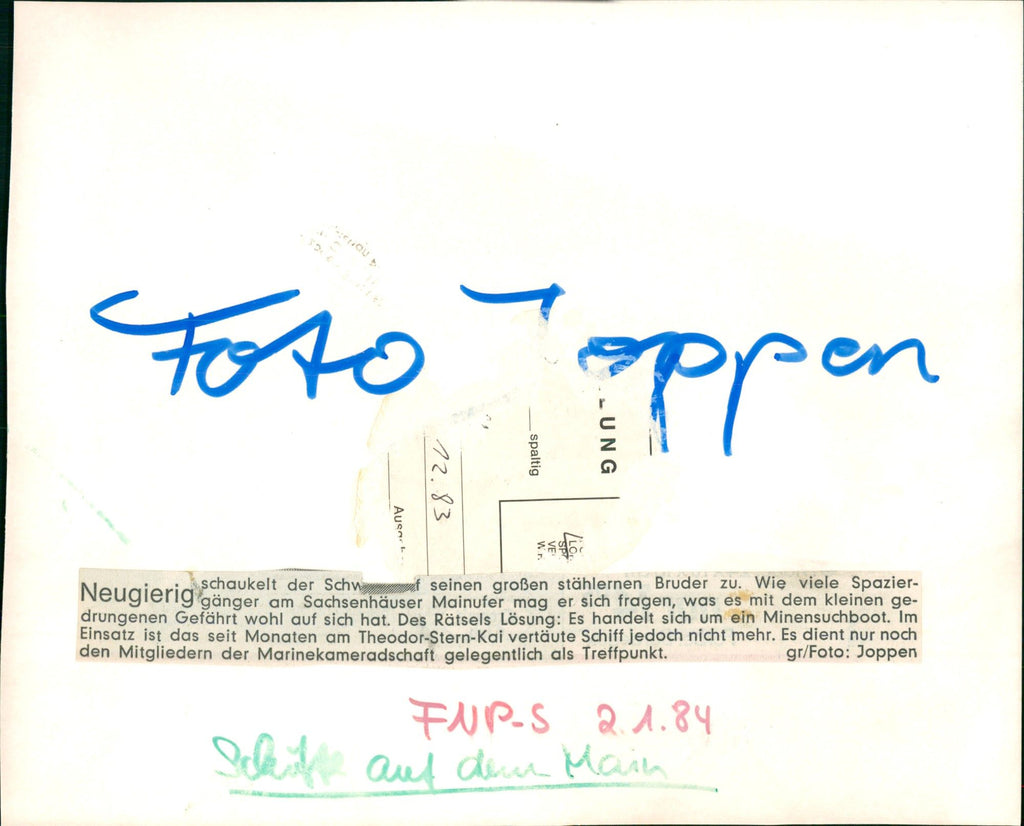 Foto Joppen
LUNG
spaltig
12.83
Neugierig schaukelt der Schw f seinen großen stählernen Bruder zu. Wie viele Spazier-
gänger am Sachsenhäuser Mainufer mag er sich fragen, was es mit dem kleinen ge-
drungenen Gefährt wohl auf sich hat. Des Rätsels Lösung: Es handelt sich um ein Minensuchboot. Im
Einsatz ist das seit Monaten am Theodor-Stern-Kai vertäute Schiff jedoch nicht mehr. Es dient nur noch
den Mitgliedern der Marinekameradschaft gelegentlich als Treffpunkt. gr/Foto: Joppen
FNP-S 2.1.84
Schiffe auf dem Main